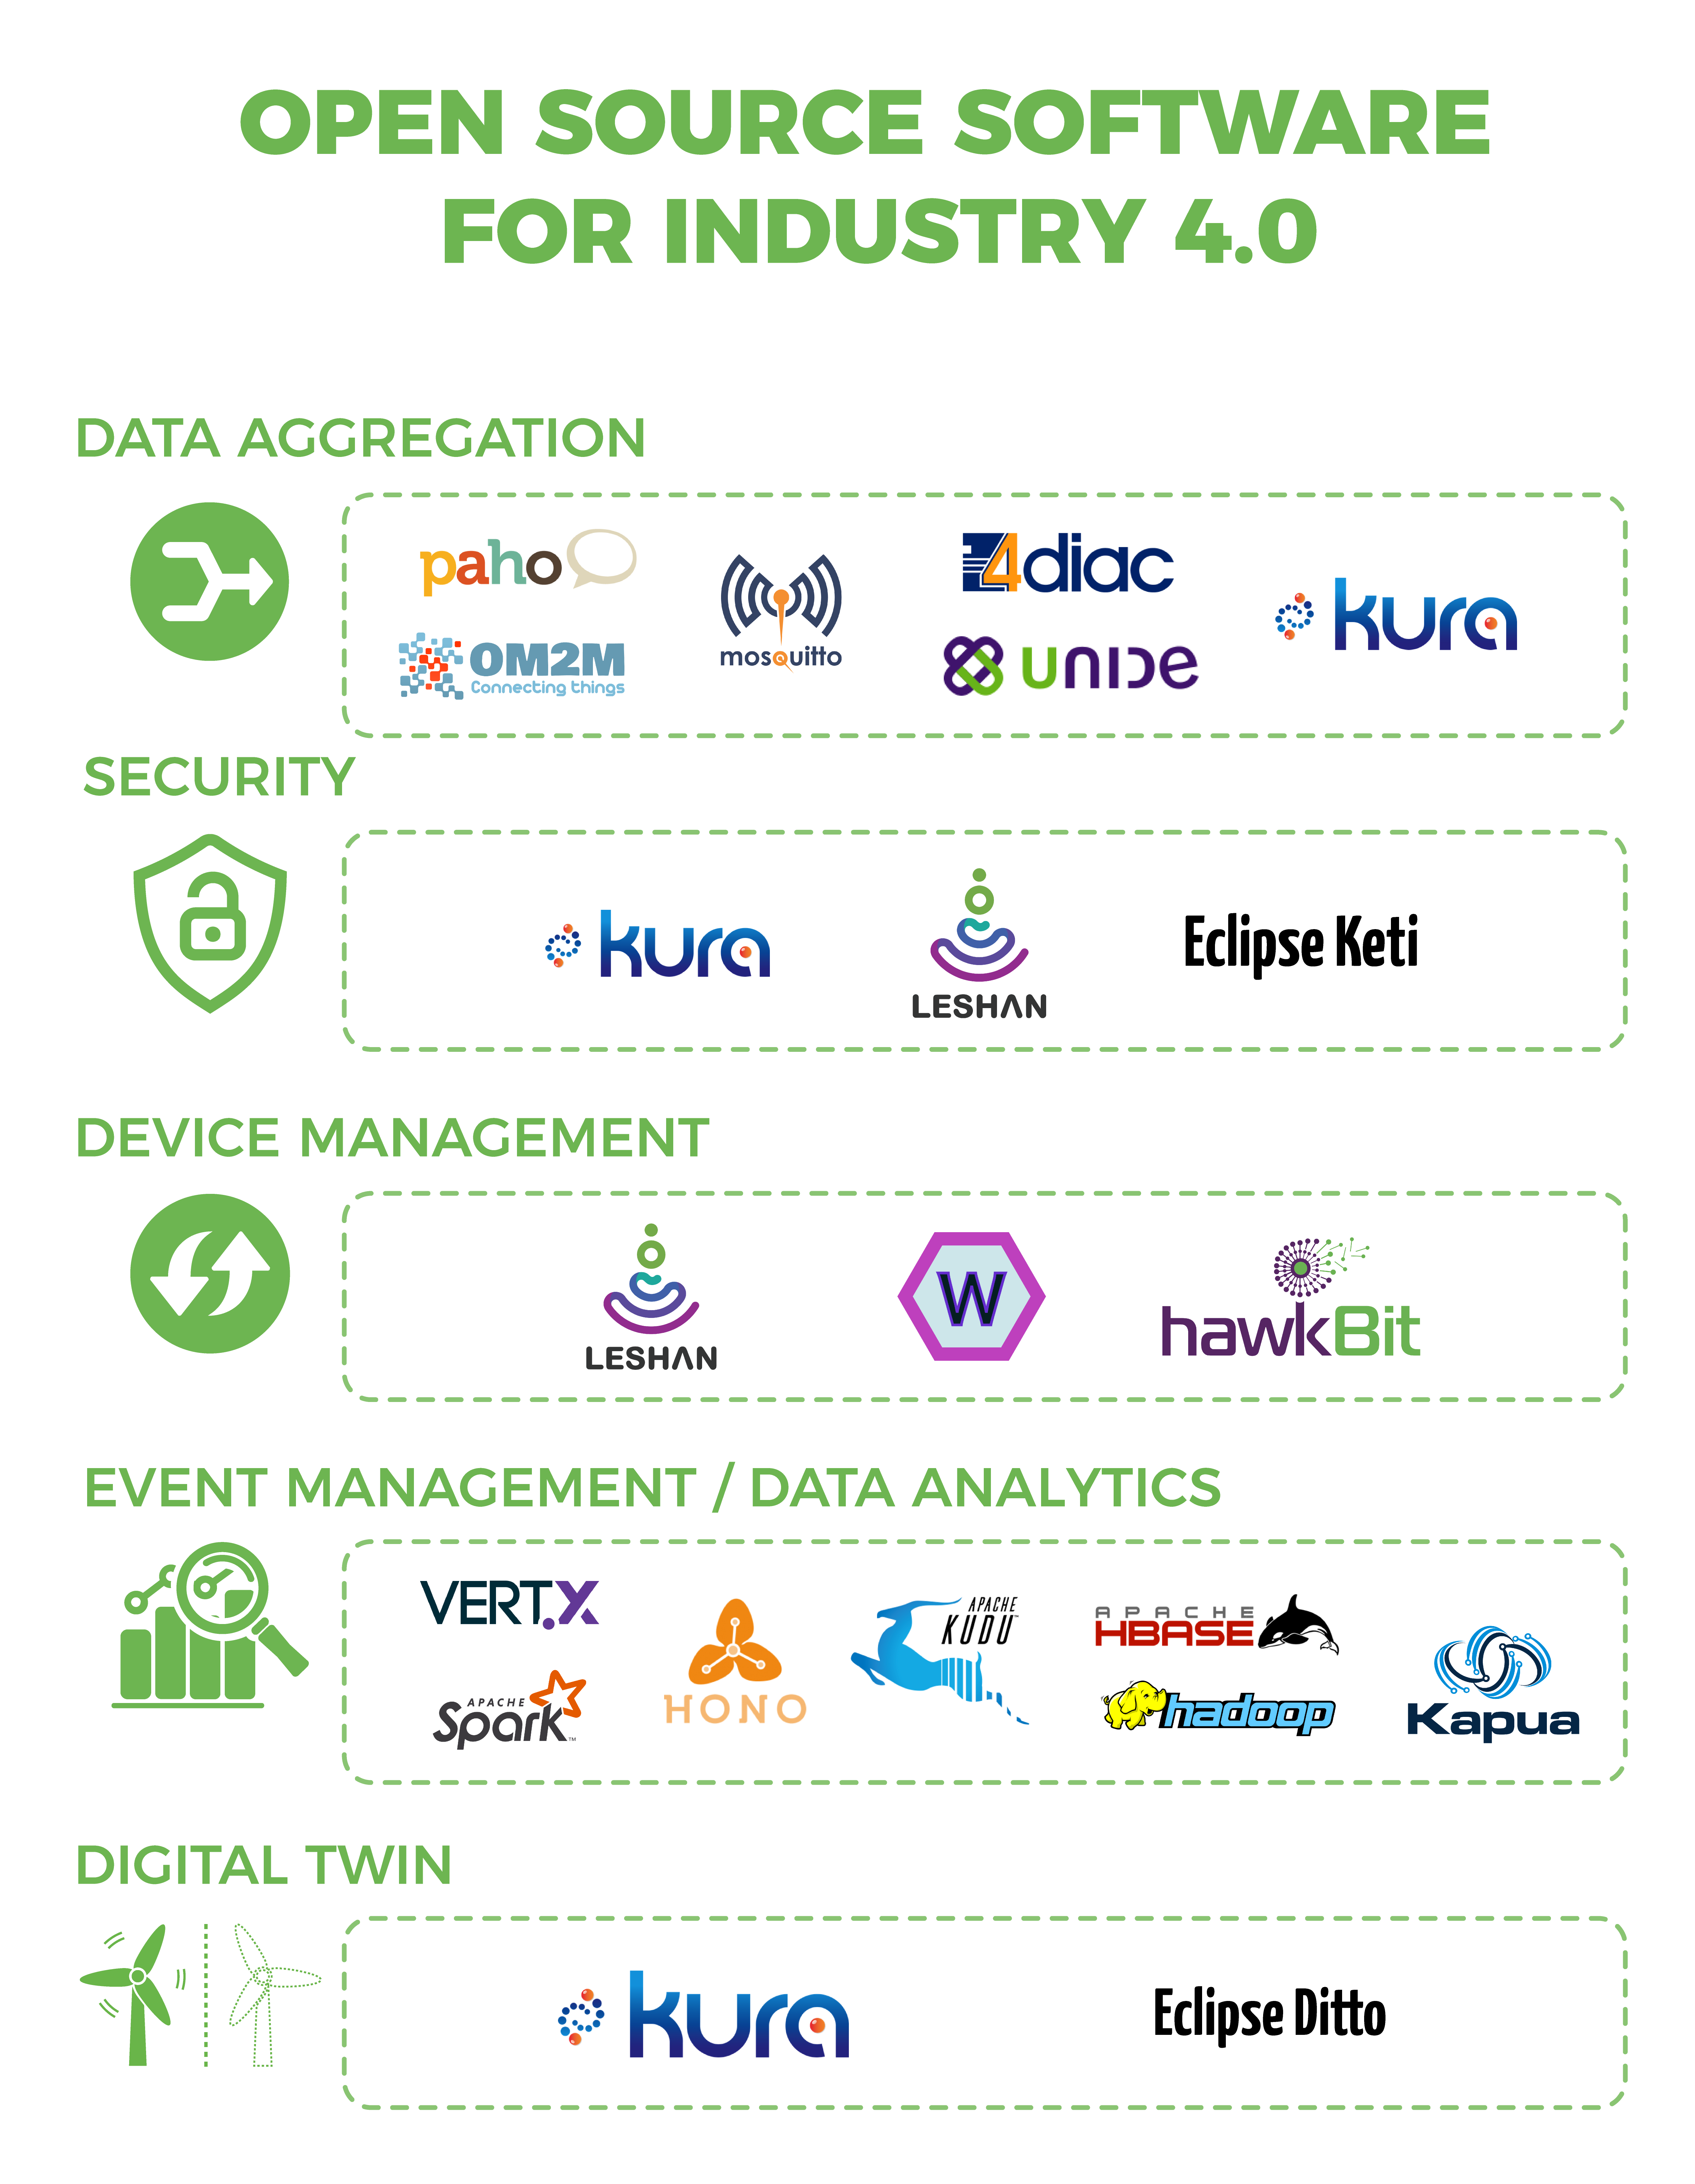 OPEN SOURCE SOFTWARE
FOR INDUSTRY 4.0
DATA AGGREGATION
paho
mosquitto
4diac
kura
OM2M
Connecting things
unide
SECURITY
kura
LESHAN
Eclipse Keti
DEVICE MANAGEMENT
LESHAN
W
hawkBit
EVENT MANAGEMENT / DATA ANALYTICS
VERT.X
APACHE
Spark™
HONO
APACHE
KUDU™
APACHE
HBASE
hadoop
Kapua
DIGITAL TWIN
kura
Eclipse Ditto